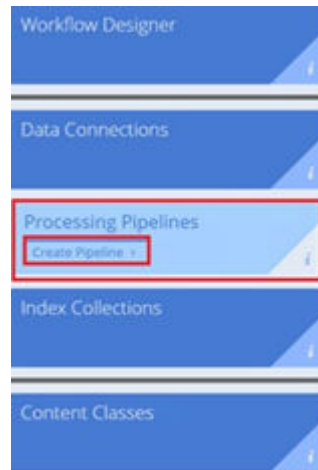 Workflow Designer
i
Data Connections
i
Processing Pipelines
Create Pipeline
i
Index Collections
i
Content Classes
i